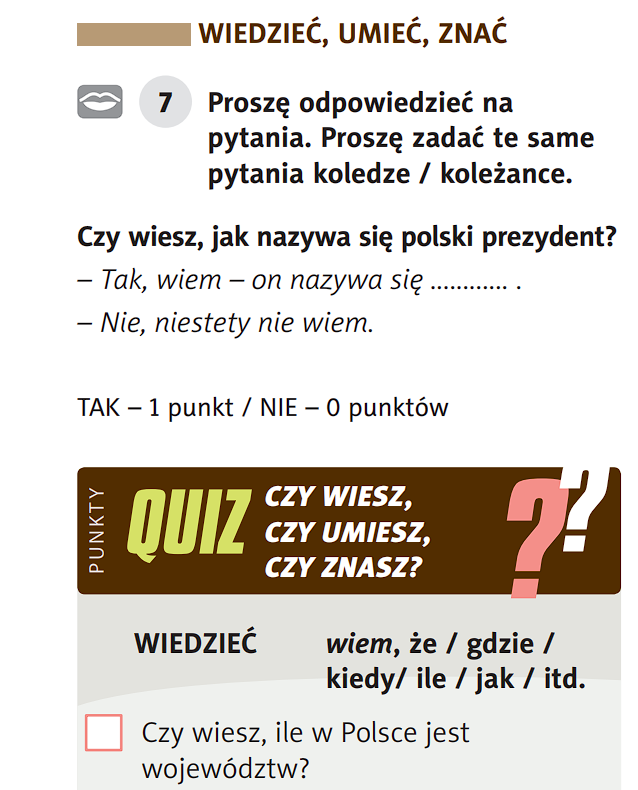 WIEDZIEĆ, UMIEĆ, ZNAĆ
7 Proszę odpowiedzieć na
pytania. Proszę zadać te same
pytania koledze / koleżance.
Czy wiesz, jak nazywa się polski prezydent?
– Tak, wiem – on nazywa się ............ .
– Nie, niestety nie wiem.
TAK – 1 punkt / NIE – 0 punktów
PUNKTY
QUIZ
CZY WIESZ,
CZY UMIESZ,
CZY ZNASZ?
? ?
WIEDZIEĆ
wiem, że / gdzie /
kiedy/ ile / jak / itd.
Czy wiesz, ile w Polsce jest
województw?